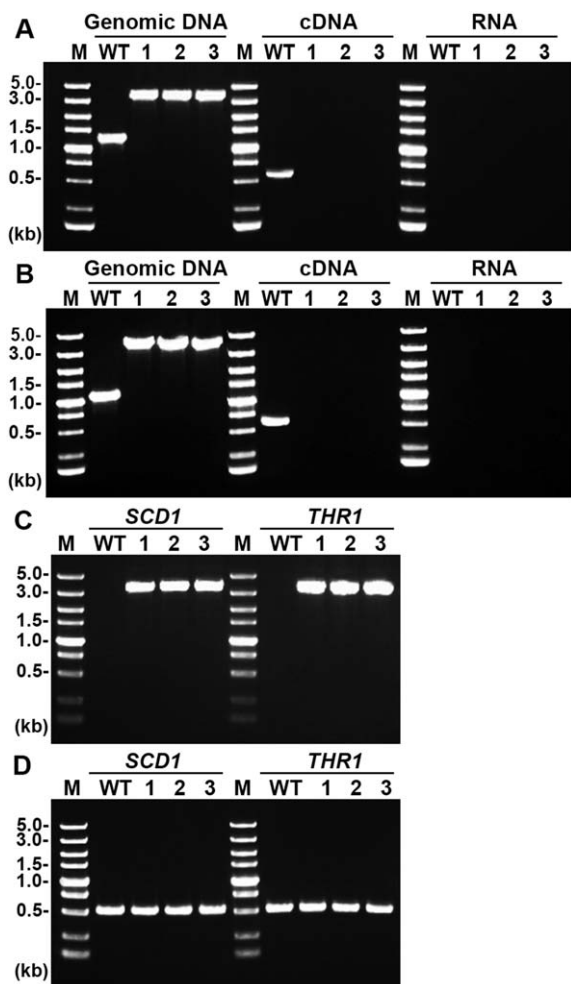 A
Genomic DNA cDNA RNA
M WT 1 2 3 M WT 1 2 3 M WT 1 2 3
5.0-
3.0-
1.5-
1.0-
0.5-
(kb)
B
Genomic DNA cDNA RNA
M WT 1 2 3 M WT 1 2 3 M WT 1 2 3
5.0-
3.0-
1.5-
1.0-
0.5-
(kb)
C
SCD1 THR1
M WT 1 2 3 M WT 1 2 3
5.0-
3.0-
1.5-
1.0-
0.5-
(kb)
D
SCD1 THR1
M WT 1 2 3 M WT 1 2 3
5.0-
3.0-
1.5-
1.0-
0.5-
(kb)